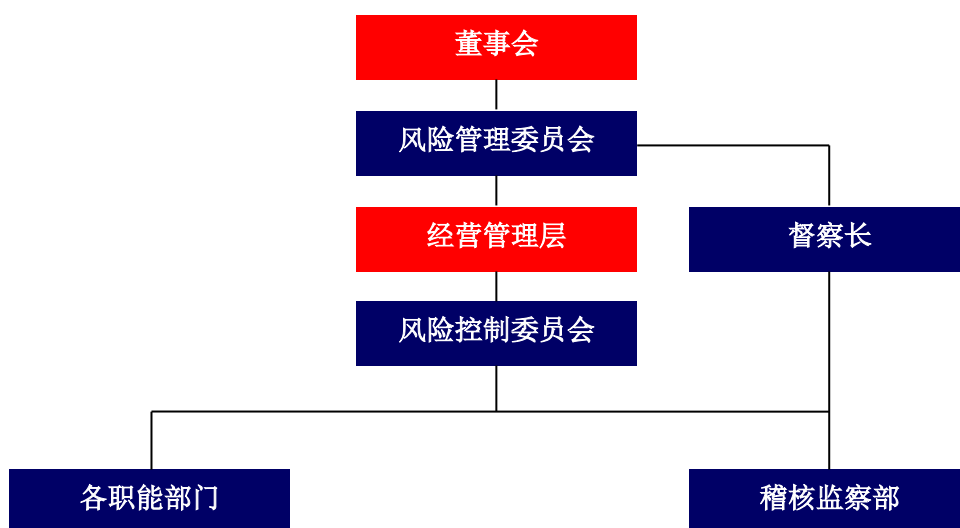 董事会
风险管理委员会
经营管理层
督察长
风险控制委员会
各职能部门
稽核监察部